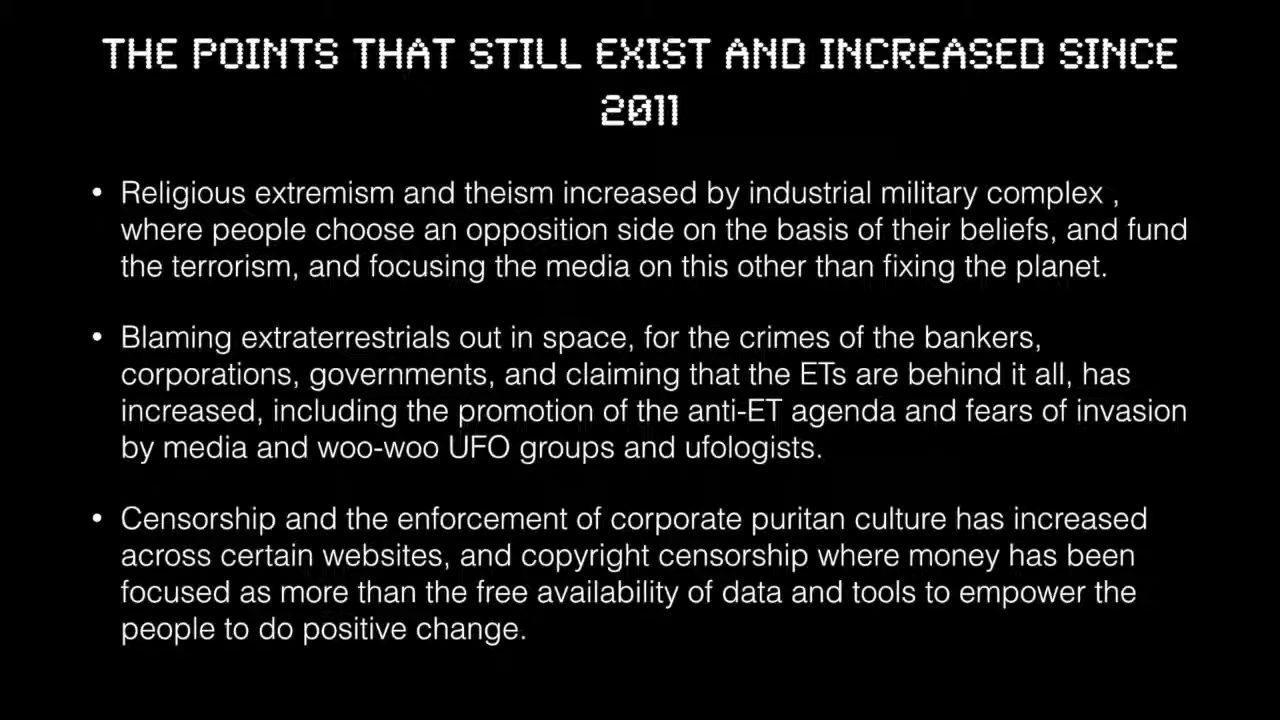 THE POINTS THAT STILL EXIST AND INCREASED SINCE
2011
• Religious extremism and theism increased by industrial military complex ,
where people choose an opposition side on the basis of their beliefs, and fund
the terrorism, and focusing the media on this other than fixing the planet.
• Blaming extraterrestrials out in space, for the crimes of the bankers,
corporations, governments, and claiming that the ETs are behind it all, has
increased, including the promotion of the anti-ET agenda and fears of invasion
by media and woo-woo UFO groups and ufologists.
• Censorship and the enforcement of corporate puritan culture has increased
across certain websites, and copyright censorship where money has been
focused as more than the free availability of data and tools to empower the
people to do positive change.